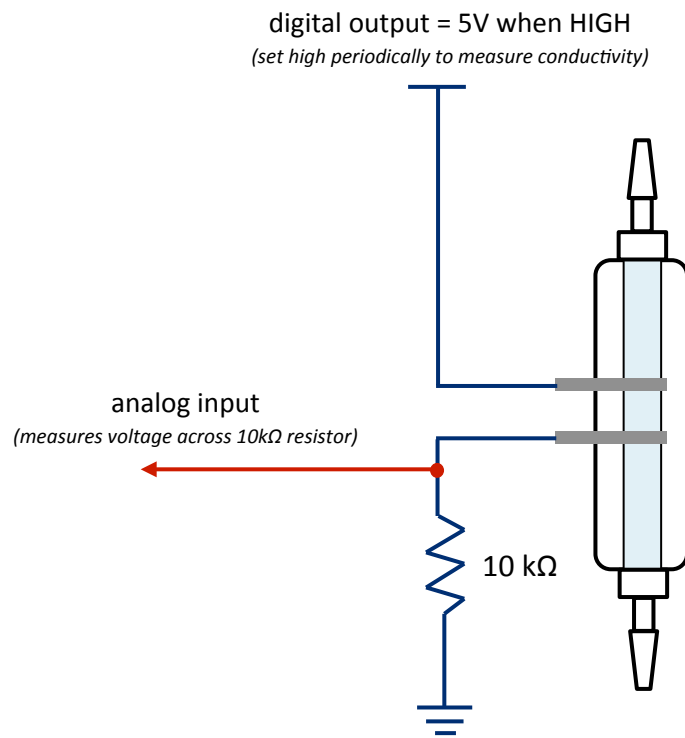 digital output = 5V when HIGH
(set high periodically to measure conductivity)
analog input
(measures voltage across 10kΩ resistor)
10 kΩ